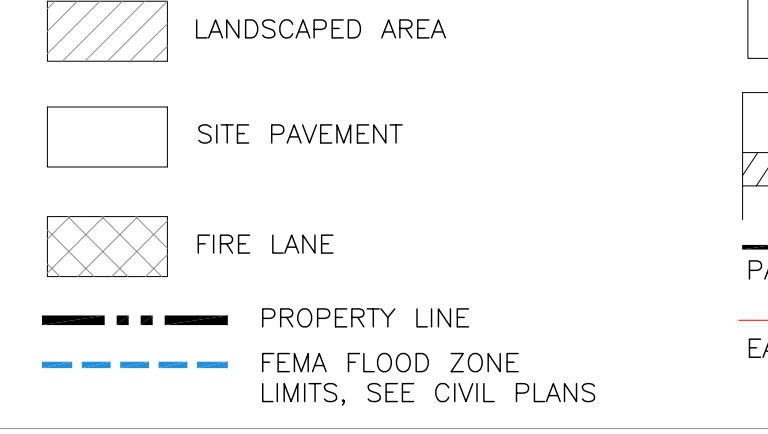 LANDSCAPED AREA
SITE PAVEMENT
FIRE LANE
PROPERTY LINE
FEMA FLOOD ZONE
LIMITS, SEE CIVIL PLANS